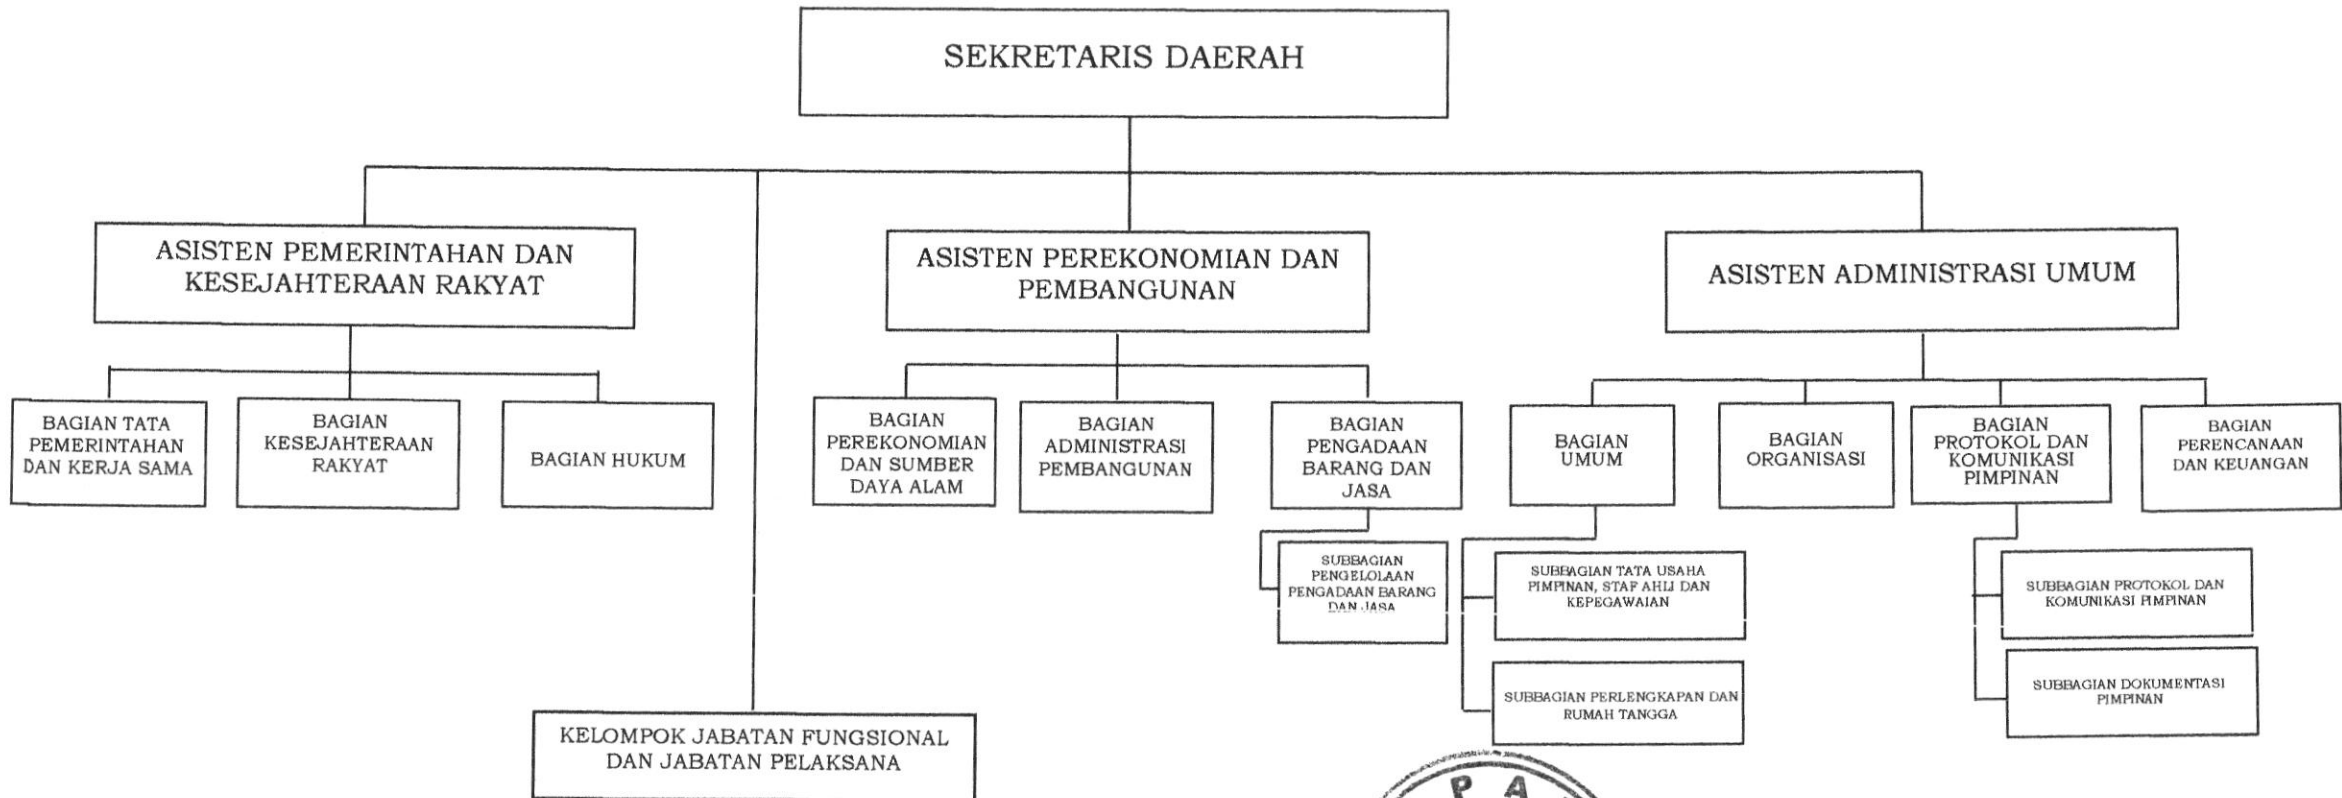 SEKRETARIS DAERAH
ASISTEN PEMERINTAHAN DAN
KESEJAHTERAAN RAKYAT
ASISTEN PEREKONOMIAN DAN
PEMBANGUNAN
ASISTEN ADMINISTRASI UMUM
BAGIAN TATA
PEMERINTAHAN
DAN KERJA SAMA
BAGIAN
KESEJAHTERAAN
RAKYAT
BAGIAN HUKUM
BAGIAN
PEREKONOMIAN
DAN SUMBER
DAYA ALAM
BAGIAN
ADMINISTRASI
PEMBANGUNAN
BAGIAN
PENGADAAN
BARANG DAN
JASA
BAGIAN
UMUM
BAGIAN
ORGANISASI
BAGIAN
PROTOKOL DAN
KOMUNIKASI
PIMPINAN
BAGIAN
PERENCANAAN
DAN KEUANGAN
SUBBAGIAN
PENGELOLAAN
PENGADAAN BARANG
DAN JASA
SUBBAGIAN TATA USAHA
PIMPINAN, STAF AHLI DAN
KEPEGAWAIAN
SUBBAGIAN PERLENGKAPAN DAN
RUMAH TANGGA
SUBBAGIAN PROTOKOL DAN
KOMUNIKASI PIMPINAN
SUBBAGIAN DOKUMENTASI
PIMPINAN
KELOMPOK JABATAN FUNGSIONAL
DAN JABATAN PELAKSANA